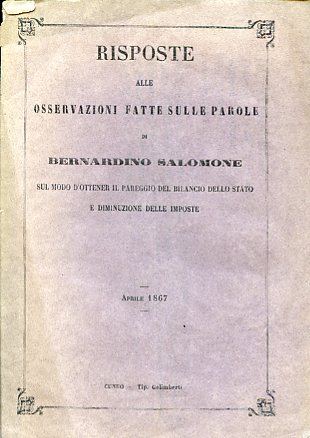 RISPOSTE
ALLE
OSSERVAZIONI FATTE SULLE PAROLE
DI
BERNARDINO SALOMONE
SUL MODO D'OTTENER IL PAREGGIO DEL BILANCIO DELLO STATO
E DIMINUZIONE DELLE IMPOSTE
APRILE 1867
CUNEO – Tip. Galimberti